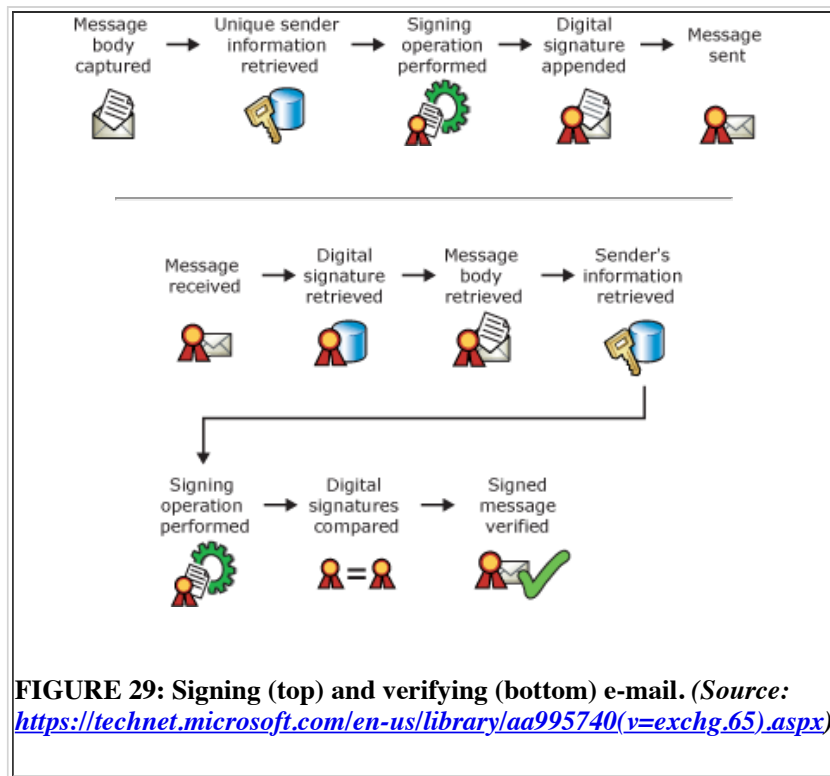 Message body captured
Unique sender information retrieved
Signing operation performed
Digital signature appended
Message sent
Message received
Digital signature retrieved
Message body retrieved
Sender's information retrieved
Signing operation performed
Digital signatures compared
=
Signed message verified
FIGURE 29: Signing (top) and verifying (bottom) e-mail. (Source:
https://technet.microsoft.com/en-us/library/aa995740(v=exchg.65).aspx)